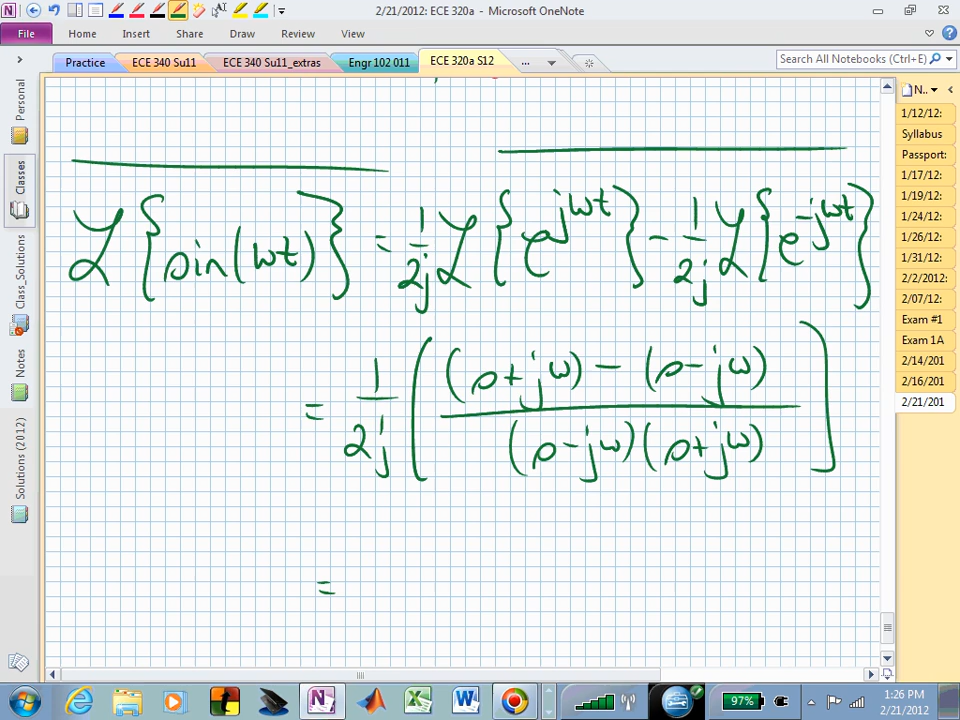 2/21/2012: ECE 320a - Microsoft OneNote
File Home Insert Share Draw Review View
Practice ECE 340 Su11 ECE 340 Su11_extras Engr 102 011 ECE 320a S12 ... Search All Notebooks (Ctrl+E)
N..
Personal
Classes
Class_Solutions
Notes
Solutions (2012)
ℒ{sin(ωt)} = 1/2j ℒ{e^jωt} - 1/2j ℒ{e^-jωt}
= 1/2j [(s+jω) - (s-jω) / (s-jω)(s+jω)]
=
1/12/12:
Syllabus
Passport:
1/17/12:
1/19/12:
1/24/12:
1/26/12:
1/31/12:
2/2/2012:
2/07/12:
Exam #1
Exam 1A
2/14/201
2/16/201
2/21/201
97%
1:26 PM
2/21/2012